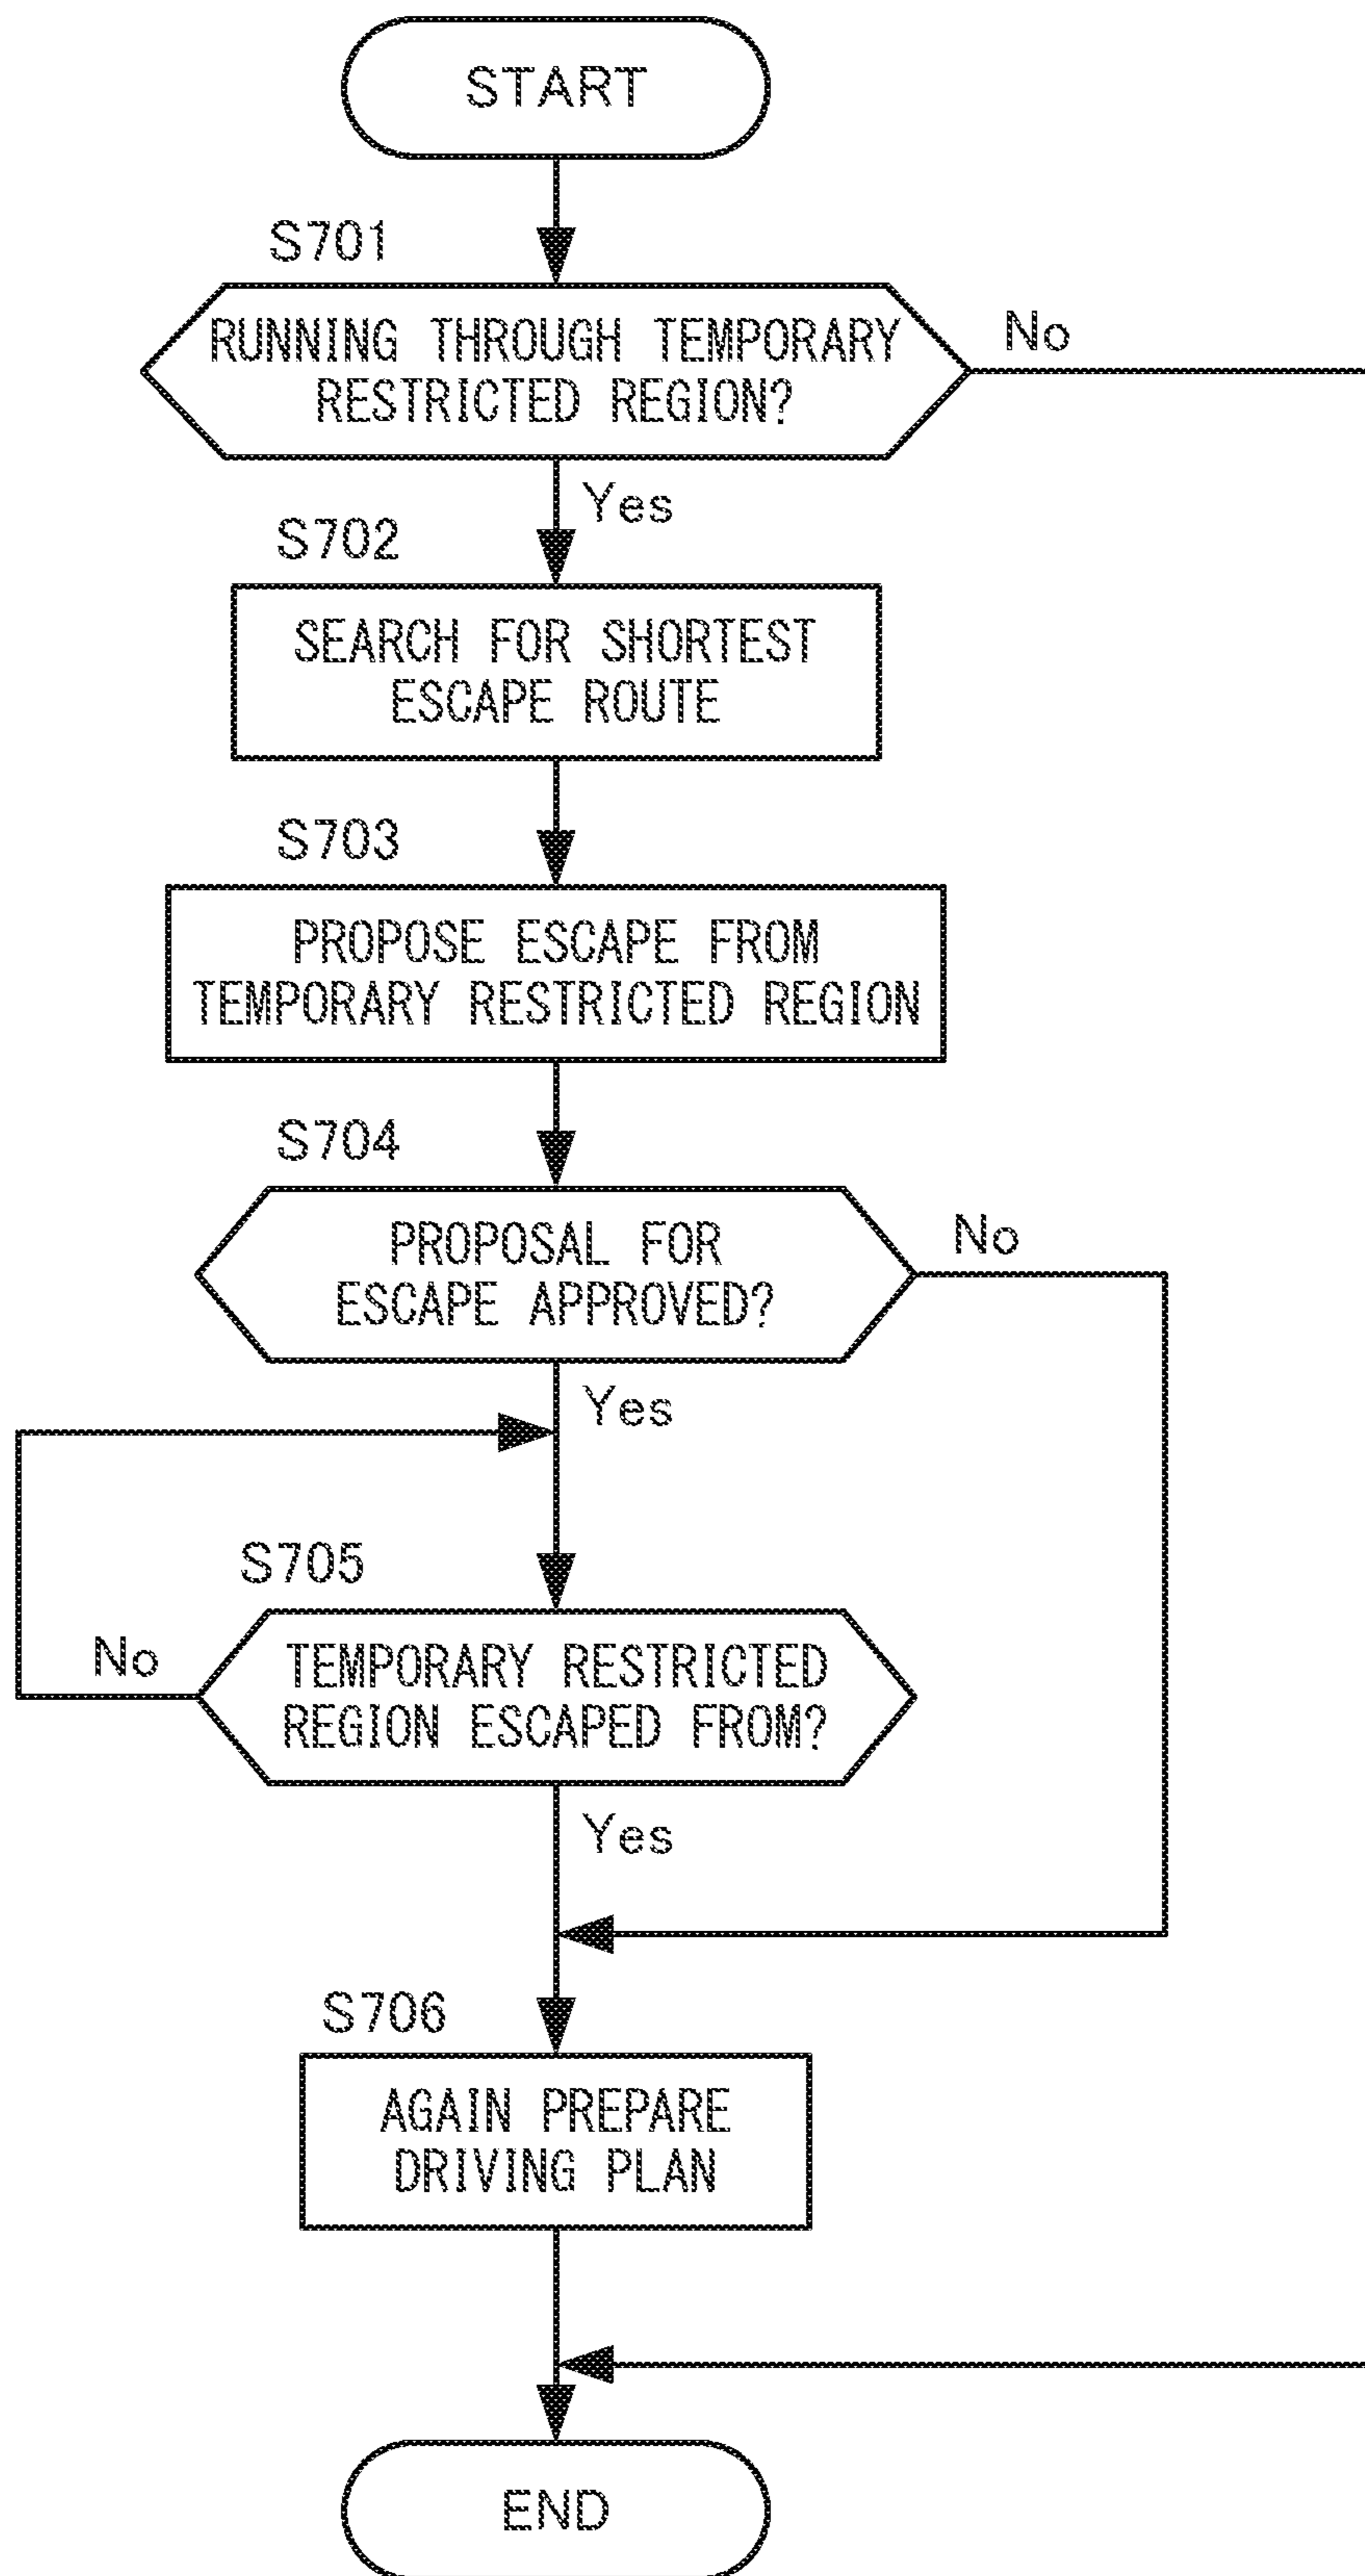 START
S701
RUNNING THROUGH TEMPORARY
RESTRICTED REGION?
No
Yes
S702
SEARCH FOR SHORTEST
ESCAPE ROUTE
S703
PROPOSE ESCAPE FROM
TEMPORARY RESTRICTED REGION
S704
PROPOSAL FOR
ESCAPE APPROVED?
No
Yes
S705
No
TEMPORARY RESTRICTED
REGION ESCAPED FROM?
Yes
S706
AGAIN PREPARE
DRIVING PLAN
END